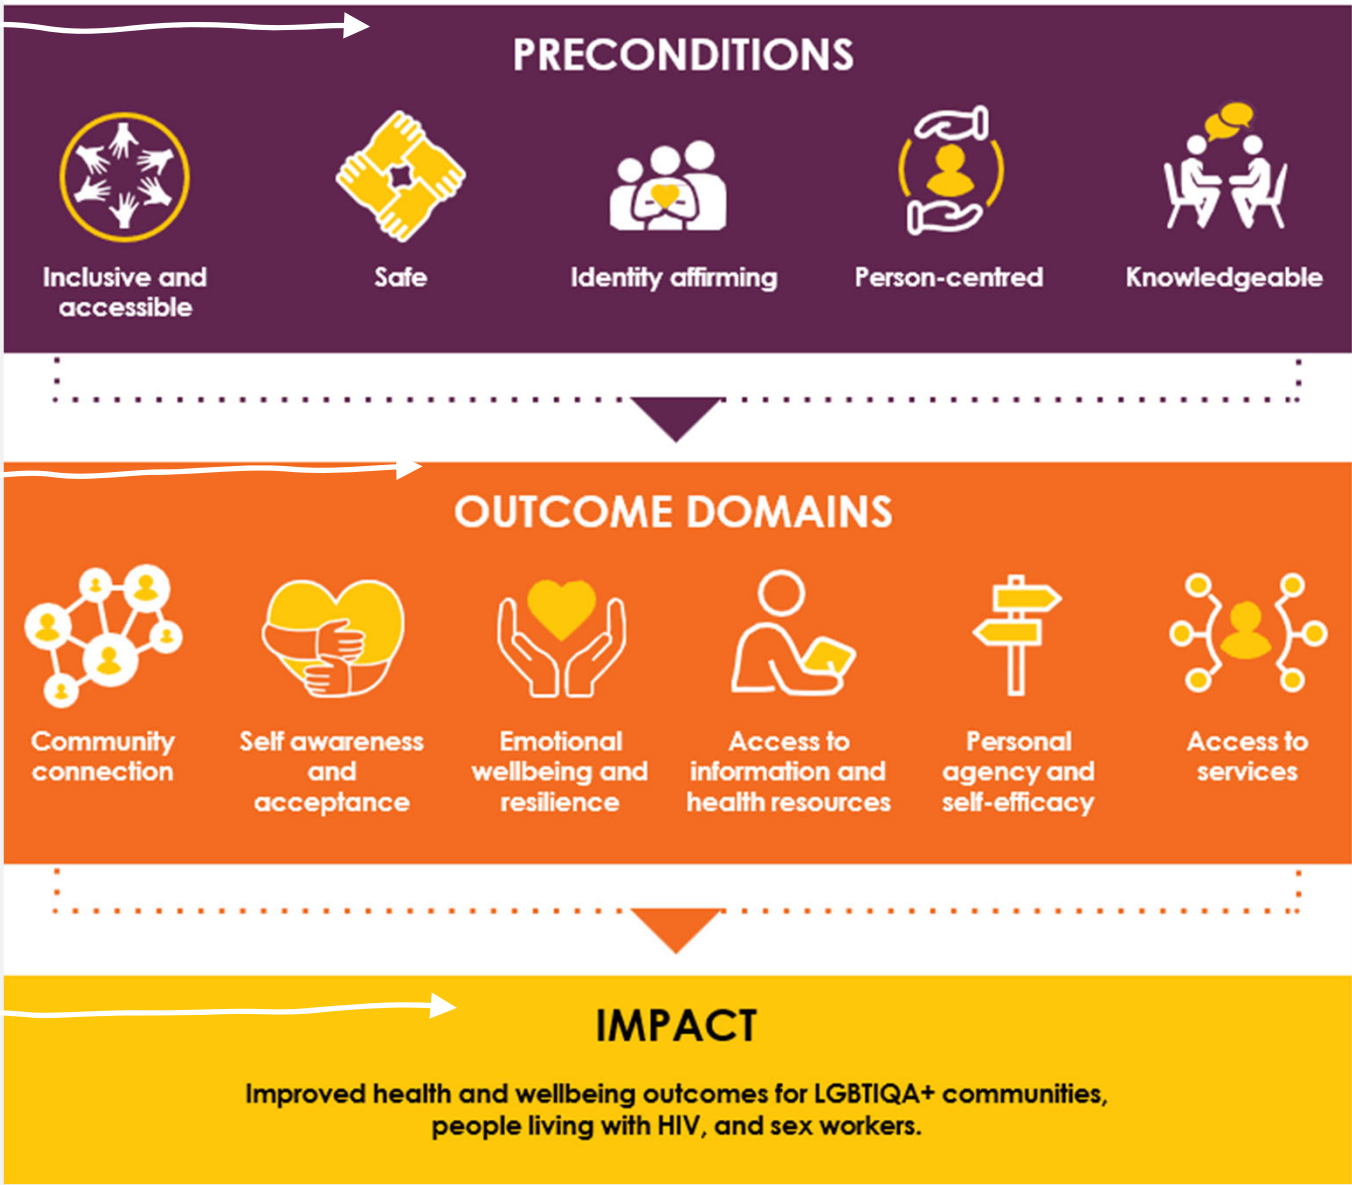 PRECONDITIONS
Inclusive and
accessible
Safe
Identity affirming
Person-centred
Knowledgeable
OUTCOME DOMAINS
Community
connection
Self awareness
and
acceptance
Emotional
wellbeing and
resilience
Access to
information and
health resources
Personal
agency and
self-efficacy
Access to
services
IMPACT
Improved health and wellbeing outcomes for LGBTIQA+ communities,
people living with HIV, and sex workers.